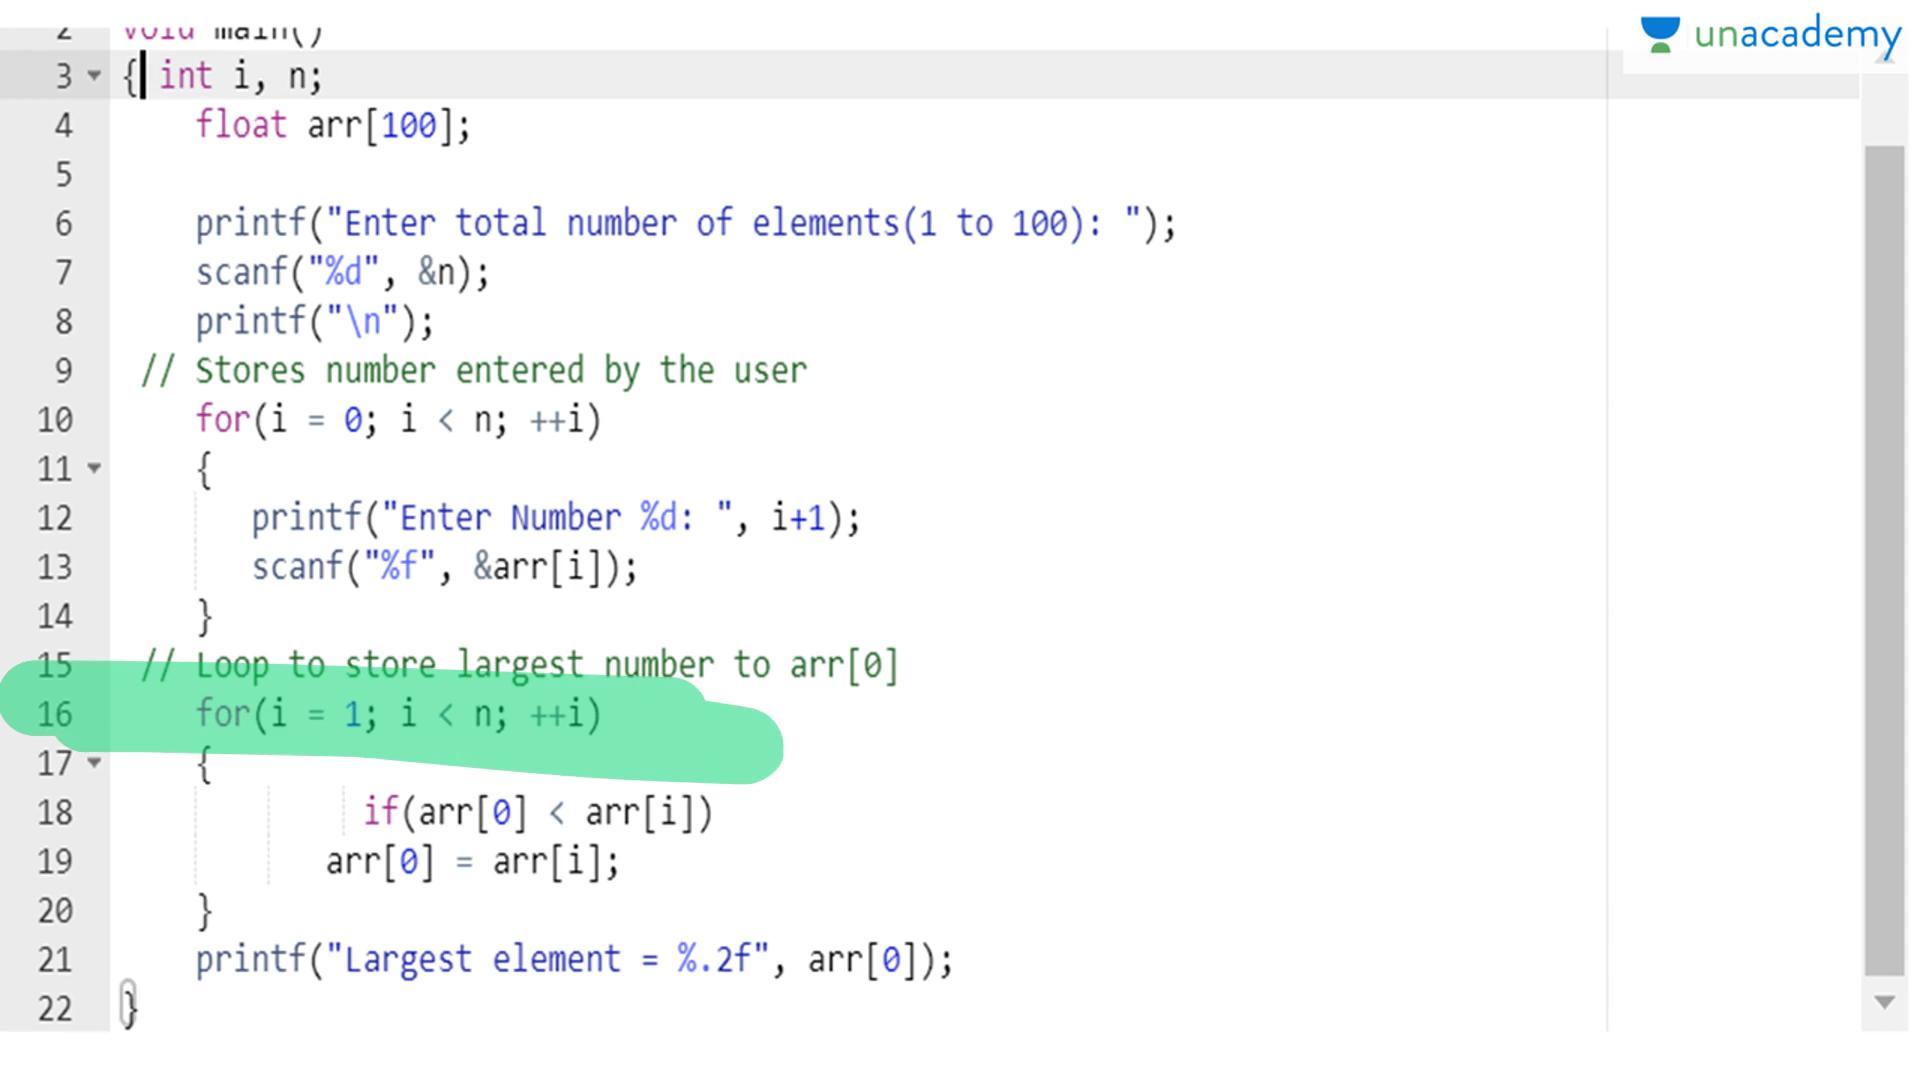 unacademy
2 void main()
3 { int i, n;
4 float arr[100];
5
6 printf("Enter total number of elements(1 to 100): ");
7 scanf("%d", &n);
8 printf("\n");
9 // Stores number entered by the user
10 for(i = 0; i < n; ++i)
11 {
12 printf("Enter Number %d: ", i+1);
13 scanf("%f", &arr[i]);
14 }
15 // Loop to store largest number to arr[0]
16 for(i = 1; i < n; ++i)
17 {
18 if(arr[0] < arr[i])
19 arr[0] = arr[i];
20 }
21 printf("Largest element = %.2f", arr[0]);
22 }